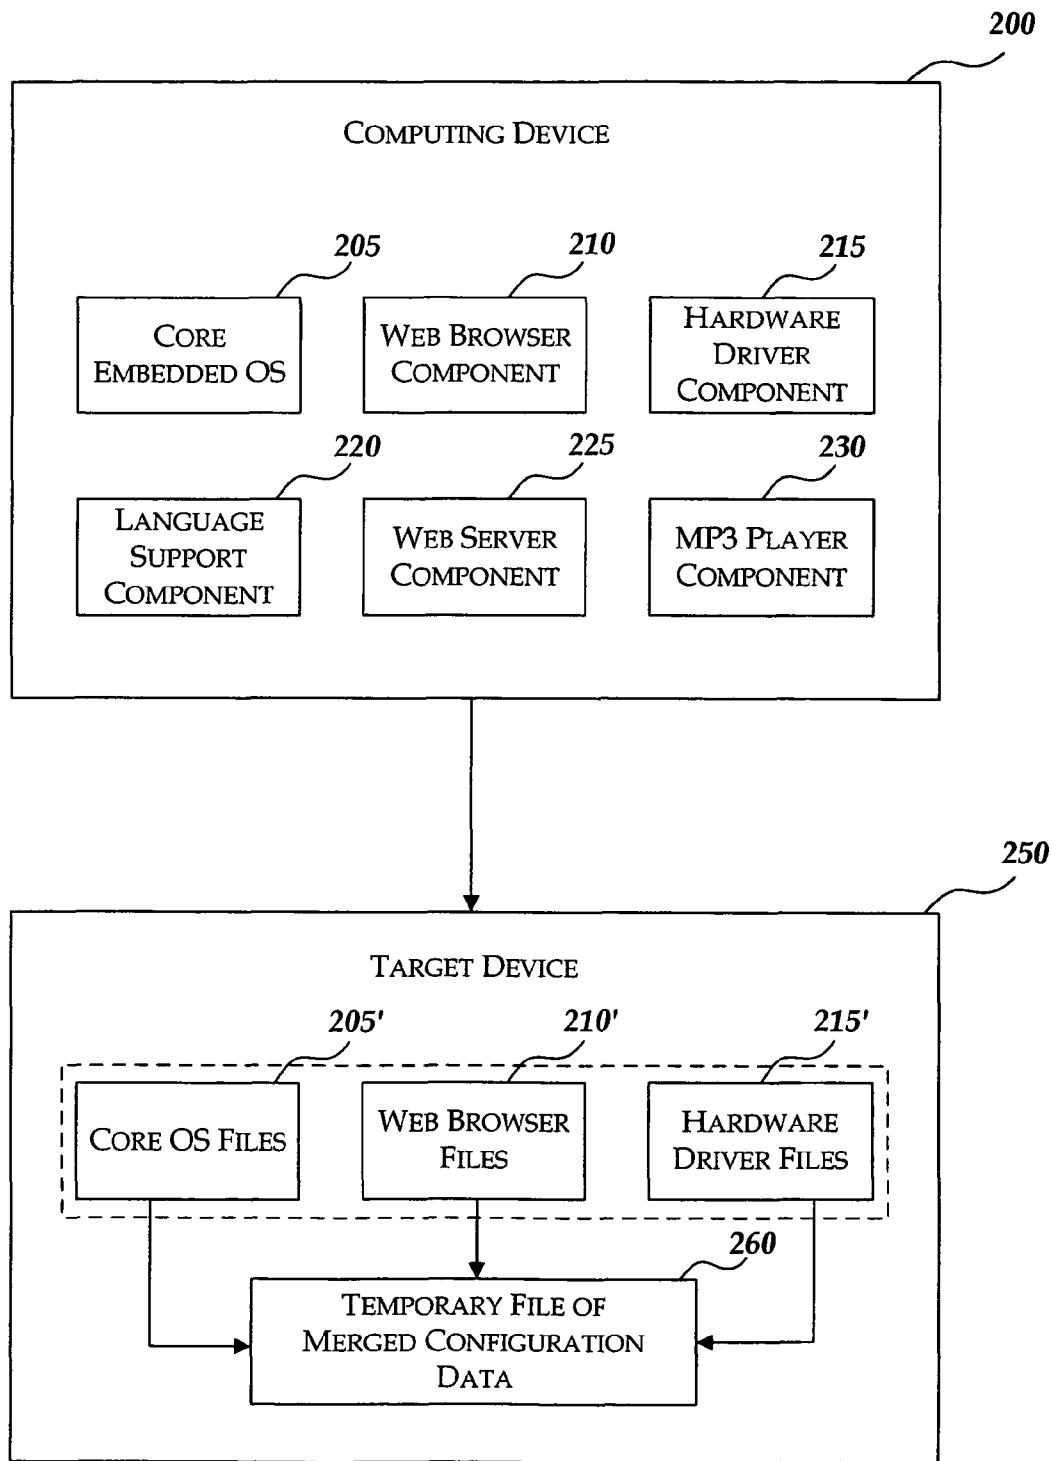 200
COMPUTING DEVICE
205
210
215
CORE
EMBEDDED OS
WEB BROWSER
COMPONENT
HARDWARE
DRIVER
COMPONENT
220
225
230
LANGUAGE
SUPPORT
COMPONENT
WEB SERVER
COMPONENT
MP3 PLAYER
COMPONENT
250
TARGET DEVICE
205'
210'
215'
CORE OS FILES
WEB BROWSER
FILES
HARDWARE
DRIVER FILES
260
TEMPORARY FILE OF
MERGED CONFIGURATION
DATA